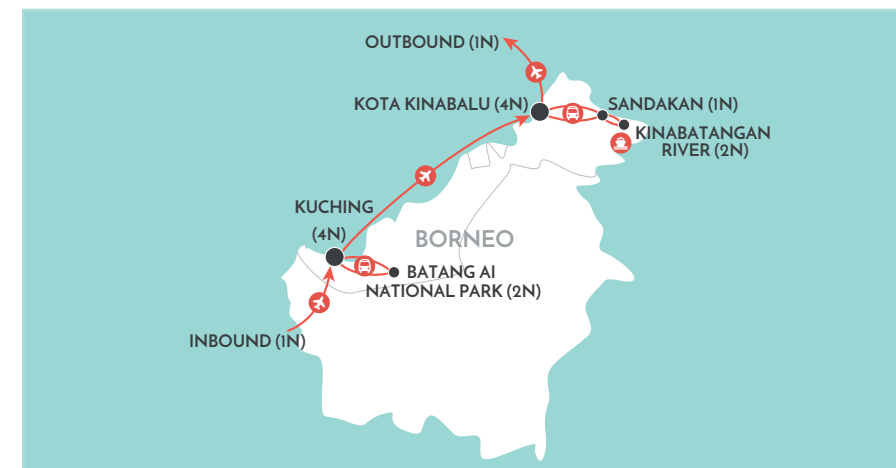 OUTBOUND (1N)
KOTA KINABALU (4N)
SANDAKAN (1N)
KINABATANGAN
RIVER (2N)
KUCHING
(4N)
BORNEO
BATANG AI
NATIONAL PARK (2N)
INBOUND (1N)